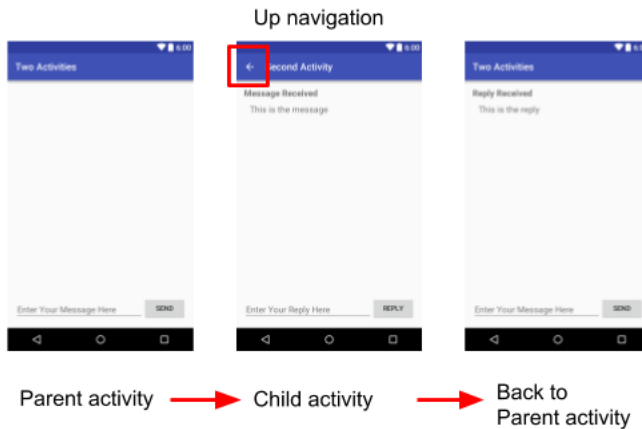 Up navigation
6:00
Two Activities
Enter Your Message Here
SEND
6:00
Second Activity
Message Received
This is the message
Enter Your Reply Here
REPLY
Two Activities
Reply Received
This is the reply
Enter Your Message Here
SEND
Parent activity
Child activity
Back to
Parent activity